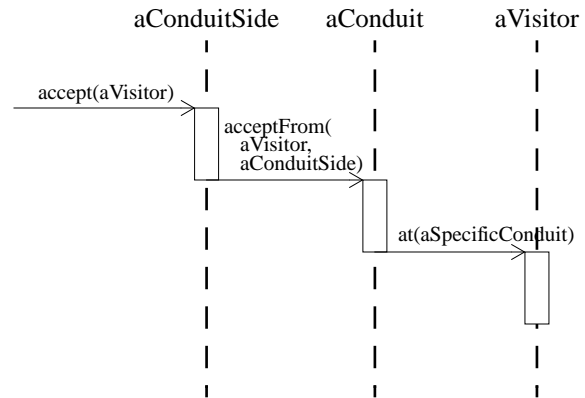 aConduitSide aConduit aVisitor
accept(aVisitor)
acceptFrom(
aVisitor,
aConduitSide)
at(aSpecificConduit)